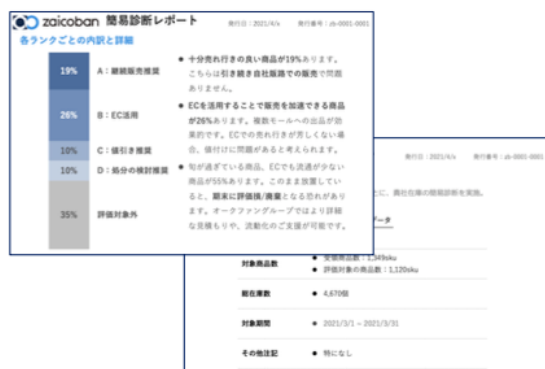 zaicoban 簡易診断レポート
発行日：2021/4/x 発行番号：zb-0001-0001
各ランクごとの内訳と詳細
19% A：継続販売推奨
26% B：EC活用
10% C：値引き推奨
10% D：処分の検討推奨
35% 評価対象外
● 十分売れ行きの良い商品が19%あります。
こちらは引き続き自社販路での販売で問題
ありません。
● ECを活用することで販売を加速できる商品
が26%あります。複数モールへの出品が効
果的です。ECでの売れ行きが芳しくない場
合、値付けに問題があると考えられます。
● 旬が過ぎている商品、ECでも流通が少ない
商品が55%あります。このまま放置してい
ると、期末に評価損/廃棄となる恐れがあり
ます。オークファングループではより詳細
な見積もりや、流動化のご支援が可能です。
発行日：2021/4/x 発行番号：zb-0001-0001
とに、貴社在庫の簡易診断を実施。
データ
対象商品数
● 受領商品数：1,349sku
● 評価対象の商品数：1,120sku
総在庫数 ● 4,670個
対象期間 ● 2021/3/1 ~ 2021/3/31
その他注記 ● 特になし